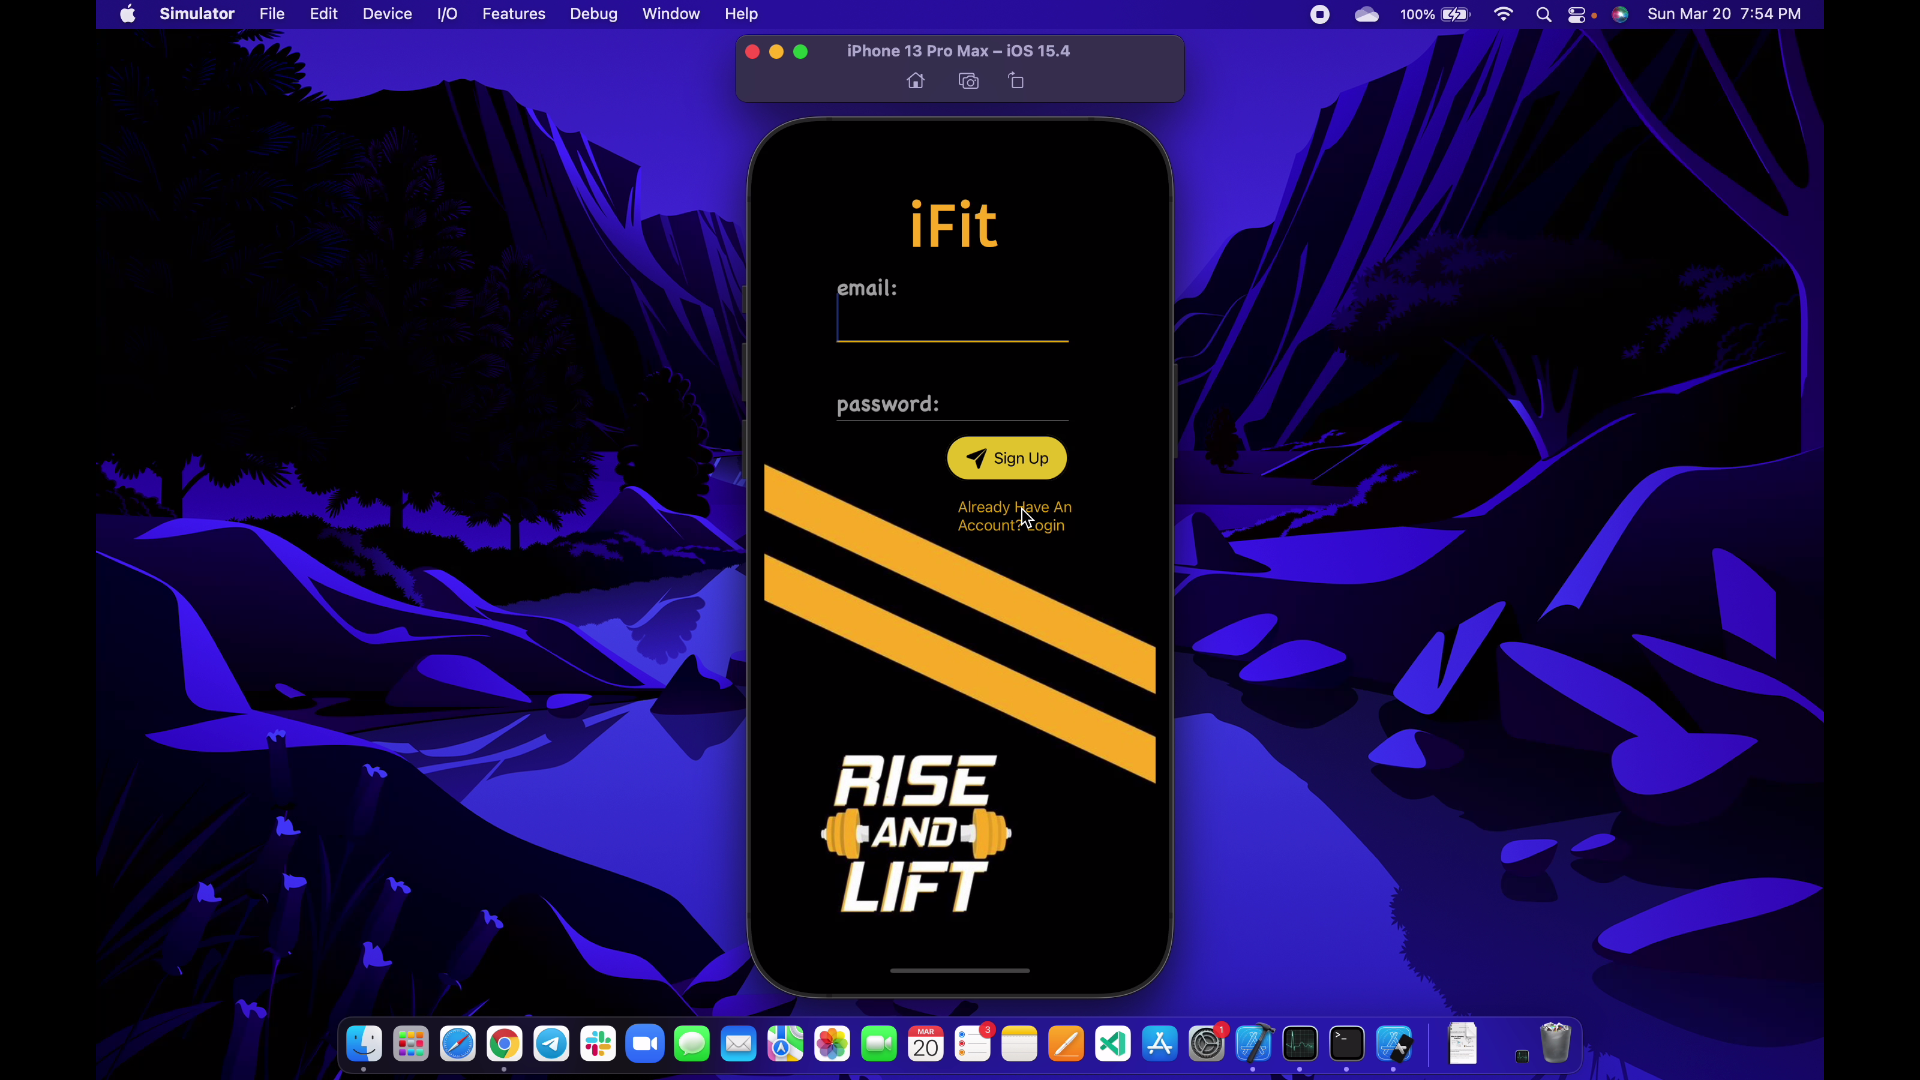 Simulator File Edit Device I/O Features Debug Window Help 100% Sun Mar 20 7:54 PM
iPhone 13 Pro Max – iOS 15.4
iFit
email:
password:
Sign Up
Already Have An
Account? Login
RISE
AND
LIFT
MAR
20
3
1